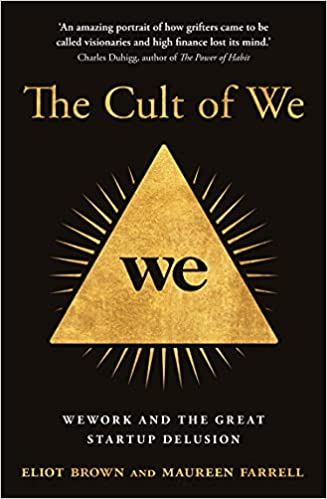 ‘An amazing portrait of how grifters came to be
called visionaries and high finance lost its mind.’
Charles Duhigg, author of The Power of Habit
The Cult of We
we
WEWORK AND THE GREAT
STARTUP DELUSION
ELIOT BROWN AND MAUREEN FARRELL